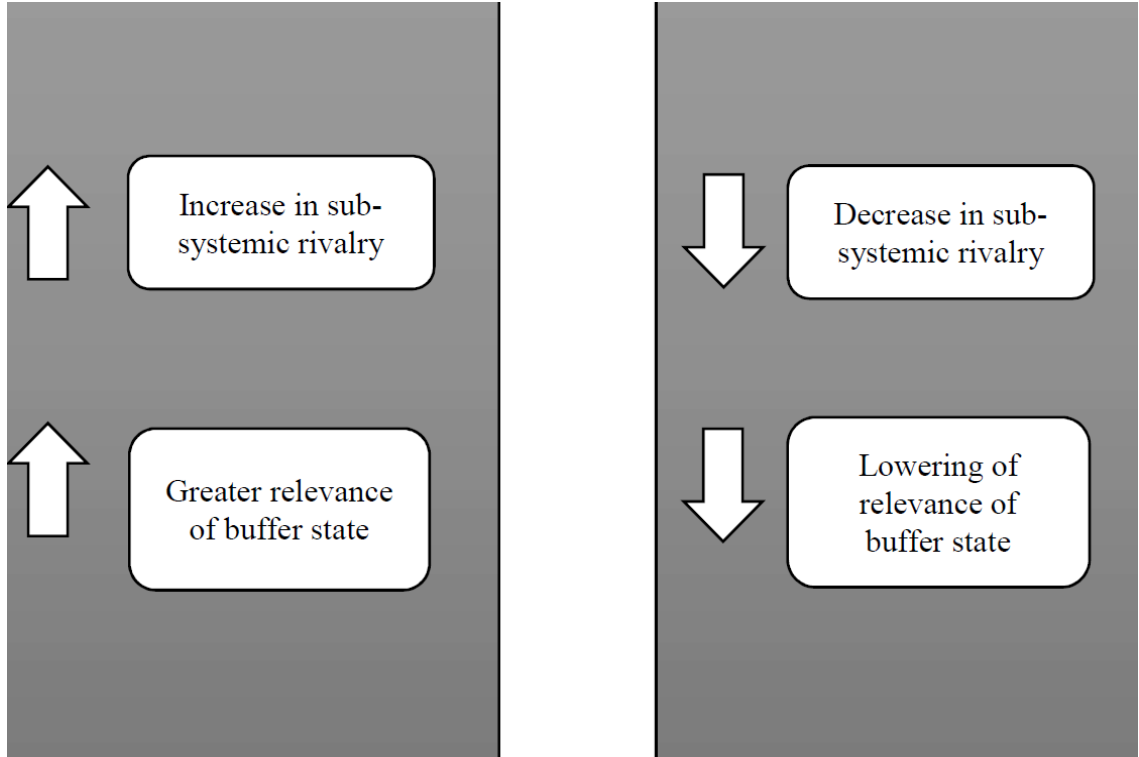 Increase in sub-
systemic rivalry
Greater relevance
of buffer state
Decrease in sub-
systemic rivalry
Lowering of
relevance of
buffer state